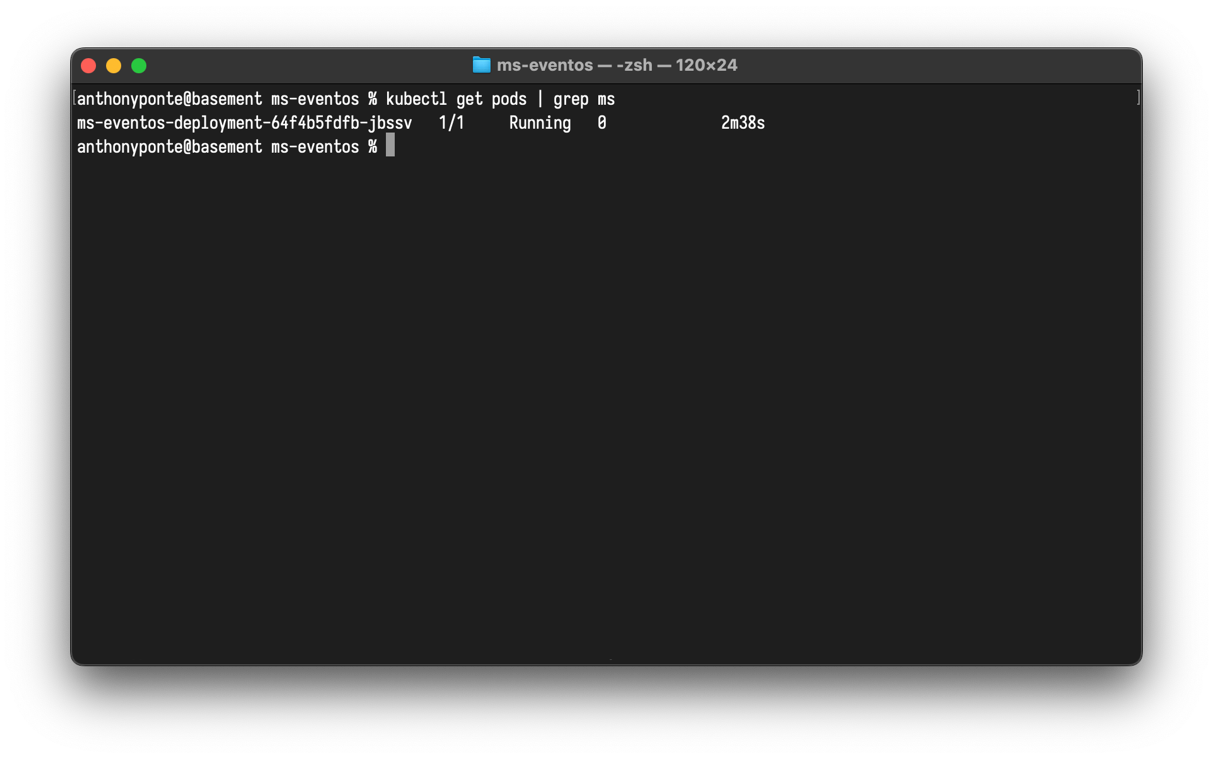 ms-eventos — -zsh — 120×24
[anthonyponte@basement ms-eventos % kubectl get pods | grep ms ]
ms-eventos-deployment-64f4b5fdfb-jbssv 1/1 Running 0 2m38s
anthonyponte@basement ms-eventos %